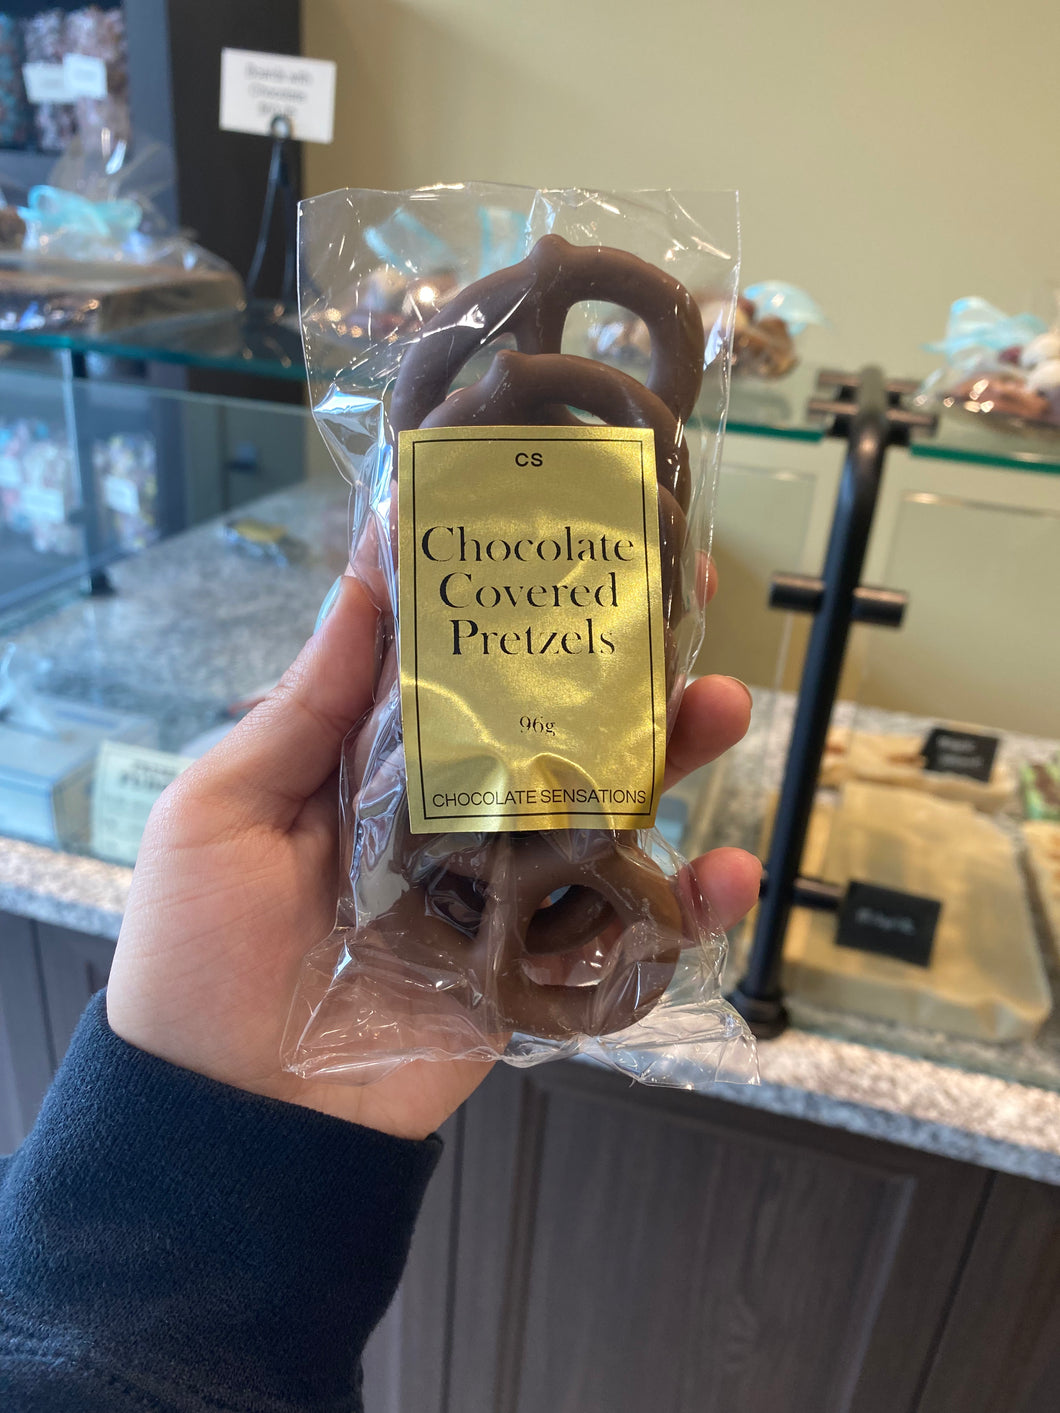 CS
Chocolate
Covered
Pretzels
96g
CHOCOLATE SENSATIONS